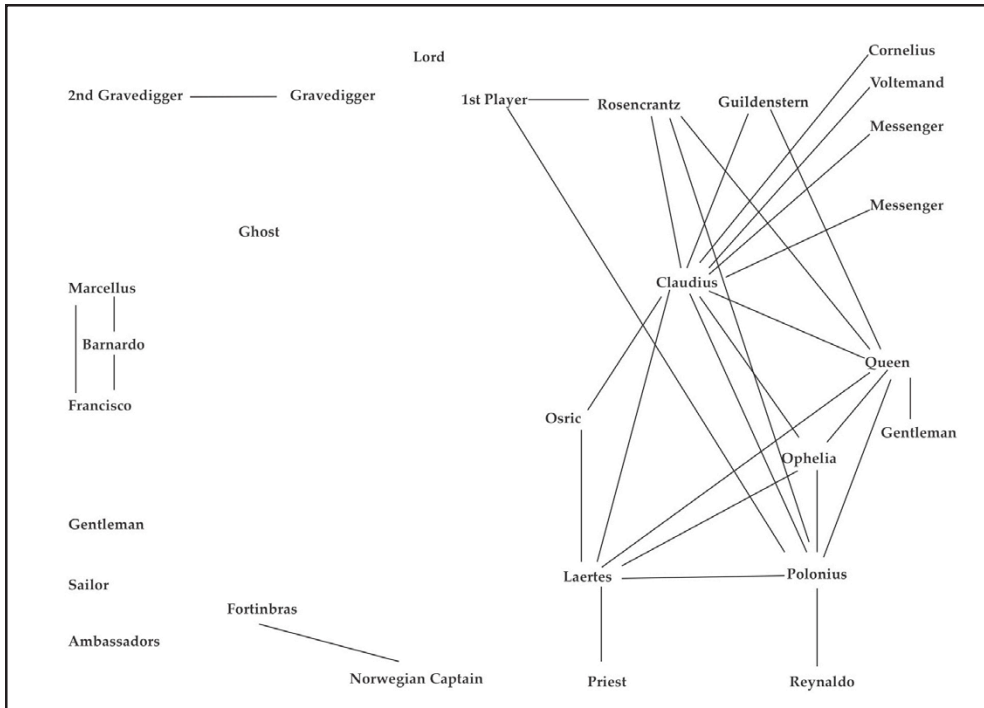 Lord
Cornelius
Voltemand
2nd Gravedigger
Gravedigger
1st Player
Rosencrantz
Guildenstern
Messenger
Messenger
Ghost
Marcellus
Claudius
Barnardo
Queen
Francisco
Osric
Gentleman
Ophelia
Gentleman
Laertes
Polonius
Sailor
Fortinbras
Ambassadors
Norwegian Captain
Priest
Reynaldo